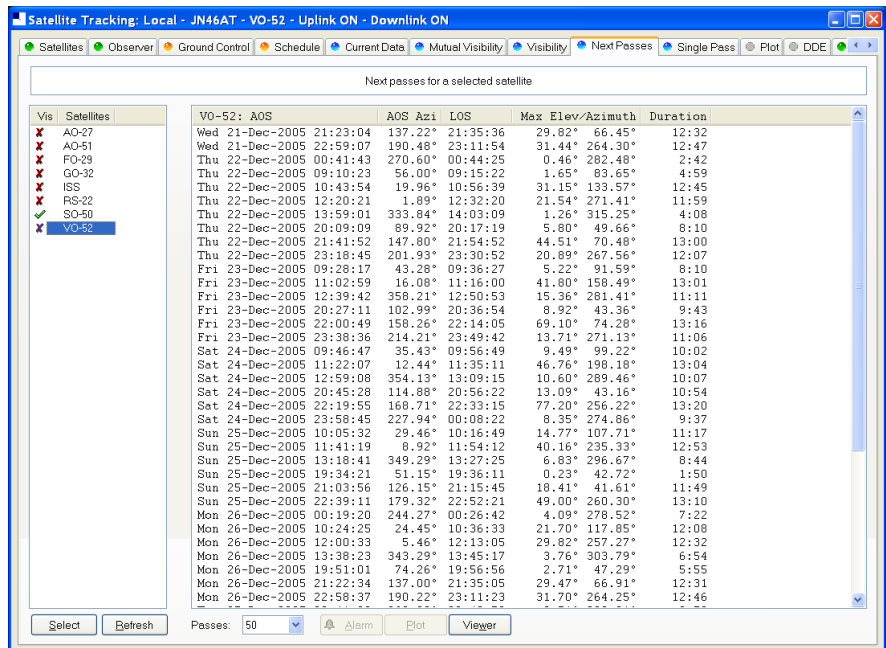 Satellite Tracking: Local - JN46AT - VO-52 - Uplink ON - Downlink ON
Satellites Observer Ground Control Schedule Current Data Mutual Visibility Visibility Next Passes Single Pass Plot DDE
Next passes for a selected satellite
Vis Satellites
AO-27
AO-51
FO-29
GO-32
ISS
RS-22
SO-50
VO-52
VO-52: AOS AOS Azi LOS Max Elev/Azimuth Duration
Wed 21-Dec-2005 21:23:04 137.22° 21:35:36 29.82° 66.45° 12:32
Wed 21-Dec-2005 22:59:07 190.48° 23:11:54 31.44° 264.30° 12:47
Thu 22-Dec-2005 00:41:43 270.60° 00:44:25 0.46° 282.48° 2:42
Thu 22-Dec-2005 09:10:23 56.00° 09:15:22 1.65° 83.65° 4:59
Thu 22-Dec-2005 10:43:54 19.96° 10:56:39 31.15° 133.57° 12:45
Thu 22-Dec-2005 12:20:21 1.89° 12:32:20 21.54° 271.41° 11:59
Thu 22-Dec-2005 13:59:01 333.84° 14:03:09 1.26° 315.25° 4:08
Thu 22-Dec-2005 20:09:09 89.92° 20:17:19 5.80° 49.66° 8:10
Thu 22-Dec-2005 21:41:52 147.80° 21:54:52 44.51° 70.48° 13:00
Thu 22-Dec-2005 23:18:45 201.93° 23:30:52 20.89° 267.56° 12:07
Fri 23-Dec-2005 09:28:17 43.28° 09:36:27 5.22° 91.59° 8:10
Fri 23-Dec-2005 11:02:59 16.08° 11:16:00 41.80° 158.49° 13:01
Fri 23-Dec-2005 12:39:42 358.21° 12:50:53 15.36° 281.41° 11:11
Fri 23-Dec-2005 20:27:11 102.99° 20:36:54 8.92° 43.36° 9:43
Fri 23-Dec-2005 22:00:49 158.26° 22:14:05 69.10° 74.28° 13:16
Fri 23-Dec-2005 23:38:36 214.21° 23:49:42 13.71° 271.13° 11:06
Sat 24-Dec-2005 09:46:47 35.43° 09:56:49 9.49° 99.22° 10:02
Sat 24-Dec-2005 11:22:07 12.44° 11:35:11 46.76° 198.18° 13:04
Sat 24-Dec-2005 12:59:08 354.13° 13:09:15 10.60° 289.46° 10:07
Sat 24-Dec-2005 20:45:28 114.88° 20:56:22 13.09° 43.16° 10:54
Sat 24-Dec-2005 22:19:55 168.71° 22:33:15 77.20° 256.22° 13:20
Sat 24-Dec-2005 23:58:45 227.94° 00:08:22 8.35° 274.86° 9:37
Sun 25-Dec-2005 10:05:32 29.46° 10:16:49 14.77° 107.71° 11:17
Sun 25-Dec-2005 11:41:19 8.92° 11:54:12 40.16° 235.33° 12:53
Sun 25-Dec-2005 13:18:41 349.29° 13:27:25 6.83° 296.67° 8:44
Sun 25-Dec-2005 19:34:21 51.15° 19:36:11 0.23° 42.72° 1:50
Sun 25-Dec-2005 21:03:56 126.15° 21:15:45 18.41° 41.61° 11:49
Sun 25-Dec-2005 22:39:11 179.32° 22:52:21 49.00° 260.30° 13:10
Mon 26-Dec-2005 00:19:20 244.27° 00:26:42 4.09° 278.52° 7:22
Mon 26-Dec-2005 10:24:25 24.45° 10:36:33 21.70° 117.85° 12:08
Mon 26-Dec-2005 12:00:33 5.46° 12:13:05 29.82° 257.27° 12:32
Mon 26-Dec-2005 13:38:23 343.29° 13:45:17 3.76° 303.79° 6:54
Mon 26-Dec-2005 19:51:01 74.26° 19:56:56 2.71° 47.29° 5:55
Mon 26-Dec-2005 21:22:34 137.00° 21:35:05 29.47° 66.91° 12:31
Mon 26-Dec-2005 22:58:37 190.22° 23:11:23 31.70° 264.25° 12:46
Select Refresh Passes: 50 Alarm Plot Viewer